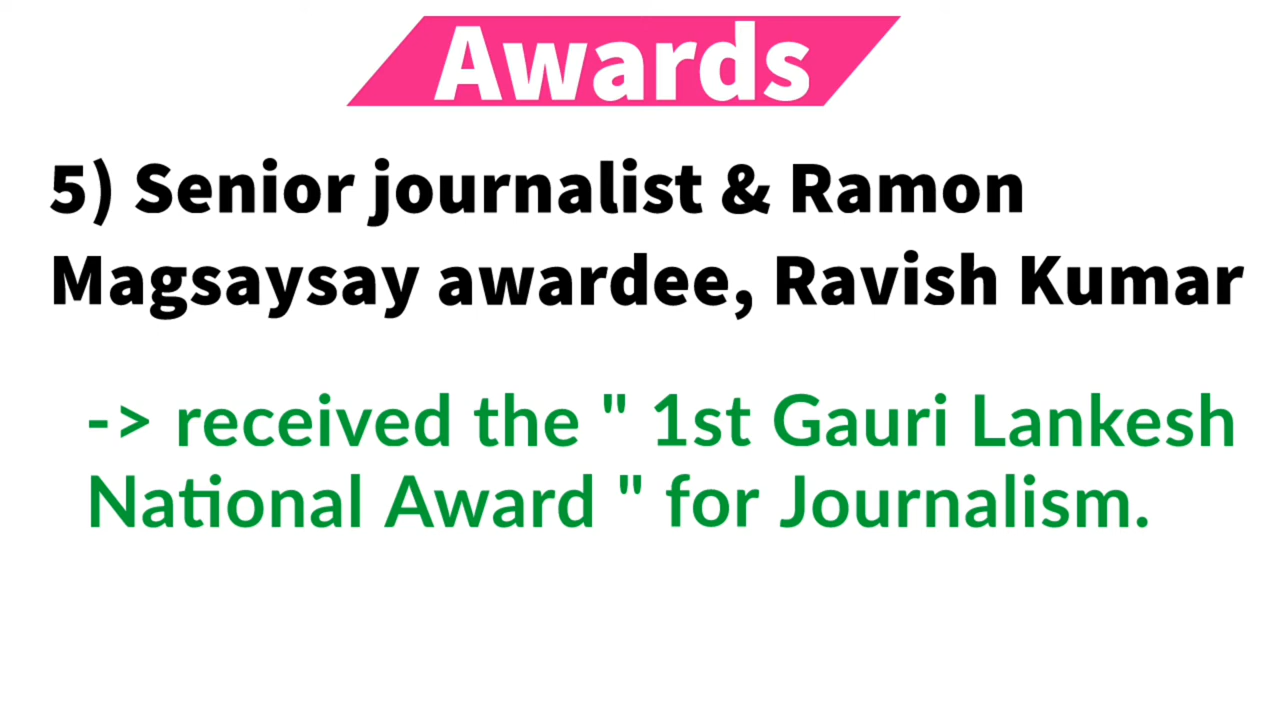 Awards
5) Senior journalist & Ramon
Magsaysay awardee, Ravish Kumar
-> received the " 1st Gauri Lankesh
National Award " for Journalism.